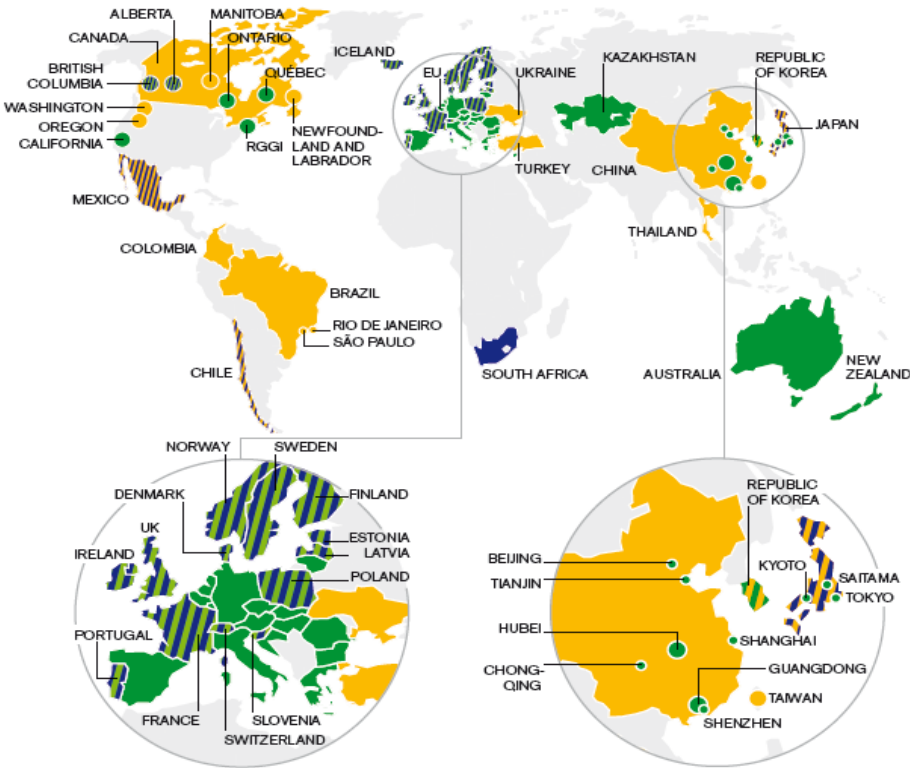 ALBERTA
MANITOBA
CANADA
ONTARIO
BRITISH
COLUMBIA
QUÉBEC
WASHINGTON
OREGON
CALIFORNIA
RGGI
NEWFOUND-
LAND AND
LABRADOR
MEXICO
ICELAND
EU
UKRAINE
TURKEY
KAZAKHSTAN
REPUBLIC
OF KOREA
JAPAN
CHINA
THAILAND
COLOMBIA
BRAZIL
RIO DE JANEIRO
SÃO PAULO
CHILE
SOUTH AFRICA
AUSTRALIA
NEW
ZEALAND
NORWAY
SWEDEN
DENMARK
FINLAND
UK
ESTONIA
IRELAND
LATVIA
POLAND
PORTUGAL
FRANCE
SLOVENIA
SWITZERLAND
REPUBLIC
OF KOREA
BEIJING
KYOTO
TIANJIN
SAITAMA
TOKYO
HUBEI
SHANGHAI
CHONG-
QING
GUANGDONG
TAIWAN
SHENZHEN